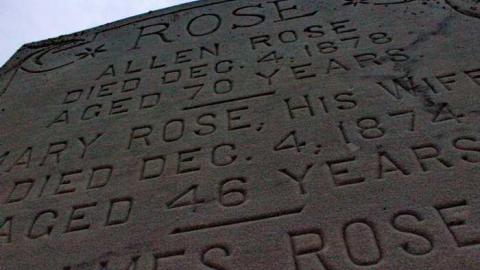 ROSE
ALLEN ROSE
DIED DEC. 4, 1878
AGED 70 YEARS
MARY ROSE, HIS WIFE
DIED DEC. 4, 1874
AGED 46 YEARS
JAMES ROSE